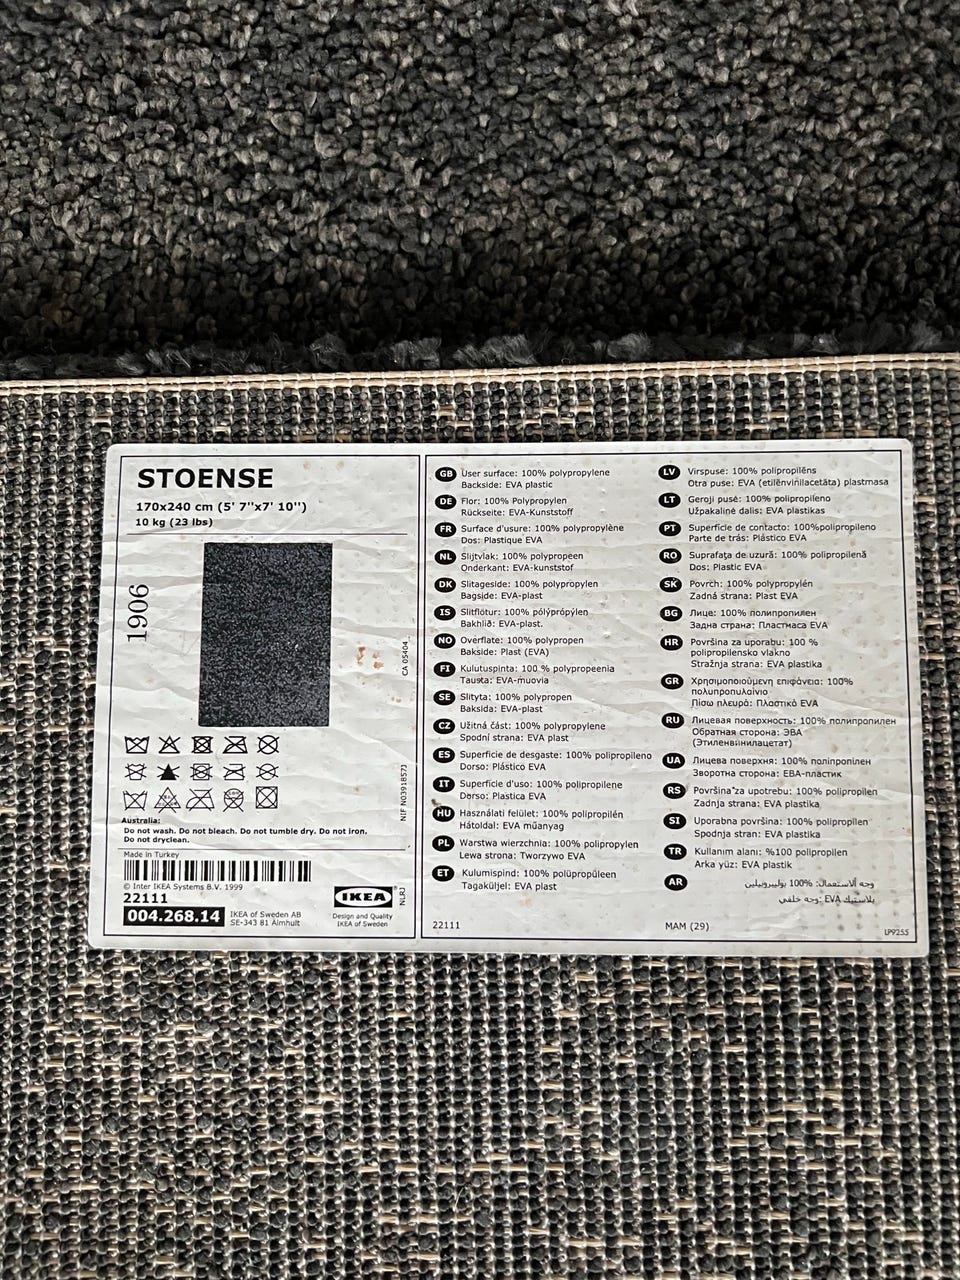 STOENSE
170x240 cm (5' 7''x7' 10'')
10 kg (23 lbs)
1906
CA 05404
NIF N0391857J
Australia:
Do not wash. Do not bleach. Do not tumble dry. Do not iron.
Do not dryclean.
Made in Turkey
© Inter IKEA Systems B.V. 1999
22111
004.268.14
IKEA of Sweden AB
SE-343 81 Älmhult
IKEA®
Design and Quality
IKEA of Sweden
NLRJ
GB User surface: 100% polypropylene
Backside: EVA plastic
DE Flor: 100% Polypropylen
Rückseite: EVA-Kunststoff
FR Surface d'usure: 100% polypropylène
Dos: Plastique EVA
NL Slijtvlak: 100% polypropeen
Onderkant: EVA-kunststof
DK Slitageside: 100% polypropylen
Bagside: EVA-plast
IS Slitflötur: 100% pólýprópýlen
Bakhlið: EVA-plast.
NO Overflate: 100% polypropen
Bakside: Plast (EVA)
FI Kulutuspinta: 100 % polypropeenia
Tausta: EVA-muovia
SE Slityta: 100% polypropen
Baksida: EVA-plast
CZ Užitná část: 100% polypropylene
Spodní strana: EVA plast
ES Superficie de desgaste: 100% polipropileno
Dorso: Plástico EVA
IT Superficie d'uso: 100% polipropilene
Dorso: Plastica EVA
HU Használati felület: 100% polipropilén
Hátoldal: EVA műanyag
PL Warstwa wierzchnia: 100% polipropylen
Lewa strona: Tworzywo EVA
ET Kulumispind: 100% polüpropüleen
Tagaküljel: EVA plast
22111
LV Virspuse: 100% polipropilēns
Otra puse: EVA (etilēnvinilacetāta) plastmasa
LT Geroji pusė: 100% polipropileno
Užpakalinė dalis: EVA plastikas
PT Superfície de contacto: 100%polipropileno
Parte de trás: Plástico EVA
RO Suprafaţa de uzură: 100% polipropilenă
Dos: Plastic EVA
SK Povrch: 100% polypropylén
Zadná strana: Plast EVA
BG Лице: 100% полипропилен
Задна страна: Пластмаса EVA
HR Površina za uporabu: 100 %
polipropilensko vlakno
Stražnja strana: EVA plastika
GR Χρησιμοποιούμενη επιφάνεια: 100%
πολυπροπυλαίνιο
Πίσω πλευρά: Πλαστικό EVA
RU Лицевая поверхность: 100% полипропилен
Обратная сторона: ЭВА
(Этиленвинилацетат)
UA Лицева поверхня: 100% поліпропілен
Зворотна сторона: ЕВА-пластик
RS Površina za upotrebu: 100% polipropilen
Zadnja strana: EVA plastika
SI Uporabna površina: 100% polipropilen
Spodnja stran: EVA plastika
TR Kullanım alanı: %100 polipropilen
Arka yüz: EVA plastik
AR وجه الاستعمال: 100% بوليبروبيلين
وجه خلفي: EVA بلاستيك
MAM (29)
LP9255